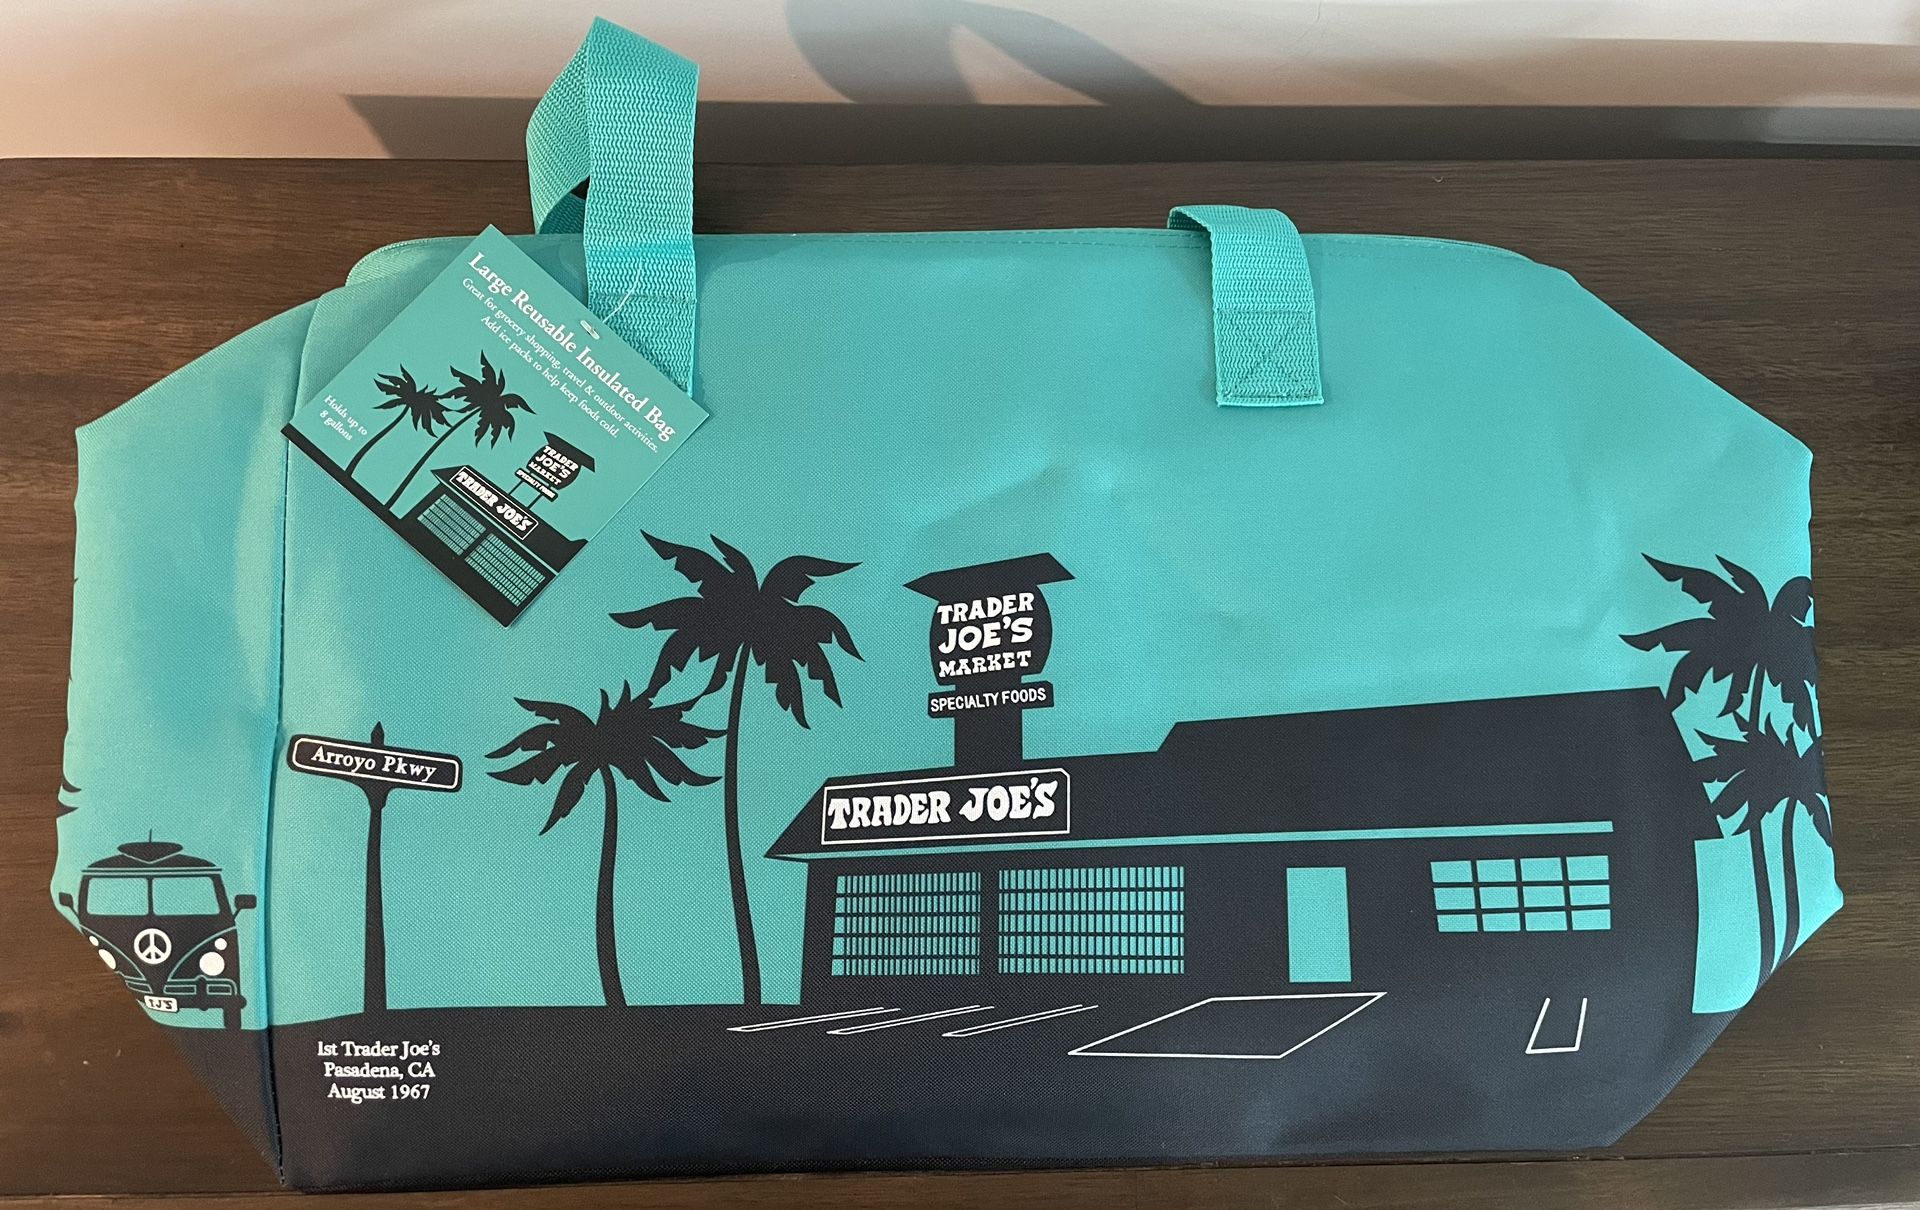 Large Reusable Insulated Bag
Great for grocery shopping, travel & outdoor activities.
Add ice packs to help keep foods cold.
Holds up to
8 gallons
TRADER
JOE'S
MARKET
SPECIALTY FOODS
TRADER JOE'S
TRADER
JOE'S
MARKET
SPECIALTY FOODS
Arroyo Pkwy
TRADER JOE'S
TJ'S
1st Trader Joe's
Pasadena, CA
August 1967